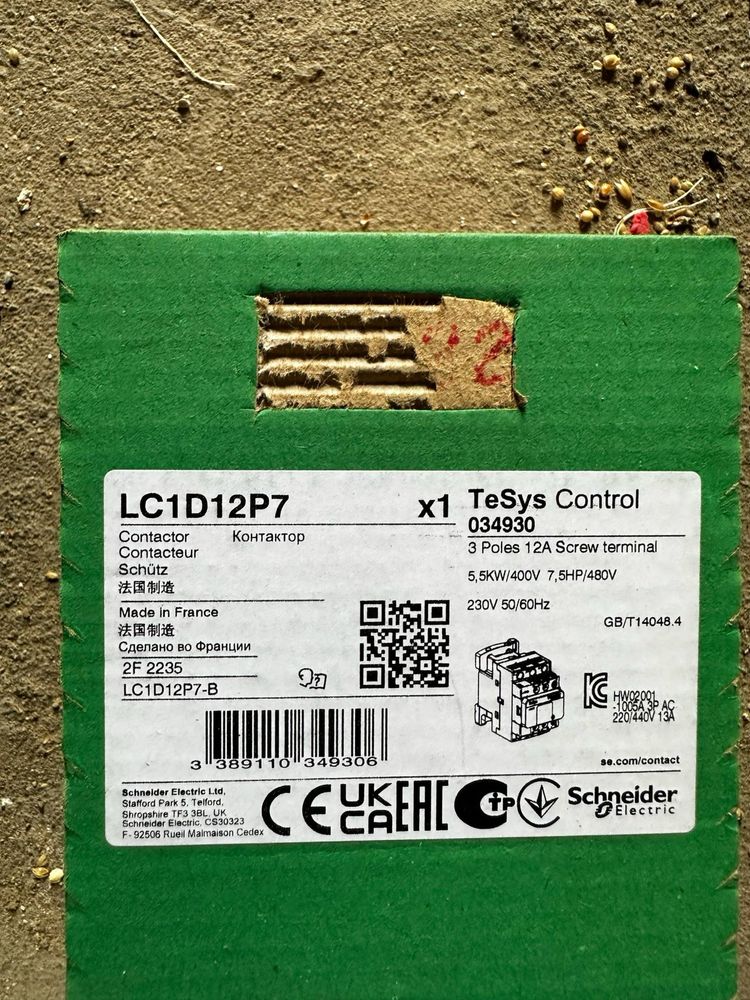 LC1D12P7 x1
Contactor Контактор
Contacteur
Schütz
法国制造
Made in France
法国制造
Сделано во Франции
2F 2235
LC1D12P7-B
3 389110 349306
TeSys Control
034930
3 Poles 12A Screw terminal
5,5KW/400V 7,5HP/480V
230V 50/60Hz
GB/T14048.4
HW02001
-1005A 3P AC
220/440V 13A
se.com/contact
Schneider Electric Ltd,
Stafford Park 5, Telford,
Shropshire TF3 3BL, UK
Schneider Electric, CS30323
F- 92506 Rueil Malmaison Cedex
CE UKCA EAC
Schneider
Electric